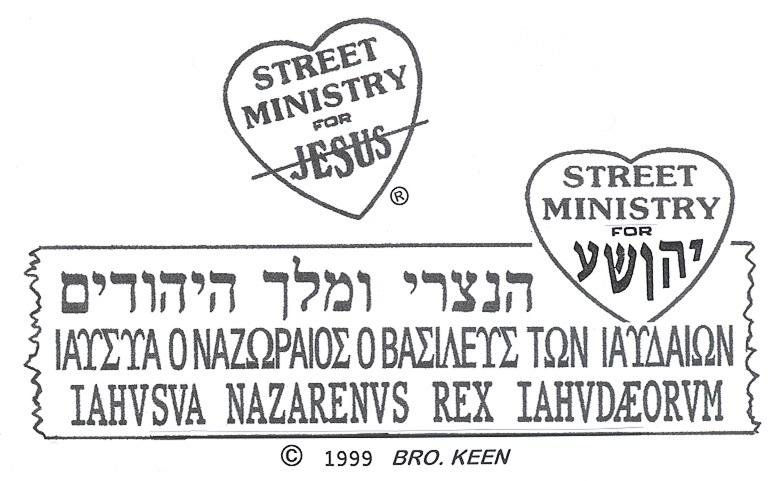 STREET
MINISTRY
FOR
JESUS
®
STREET
MINISTRY
FOR
יהושע
הנצרי ומלך היהודים
ΙΑΥΣΥΑ Ο ΝΑΖΩΡΑΙΟΣ Ο ΒΑΣΙΛΕΥΣ ΤΩΝ ΙΑΥΔΑΙΩΝ
IAHVSVA NAZARENVS REX IAHVDÆORVM
© 1999 BRO. KEEN